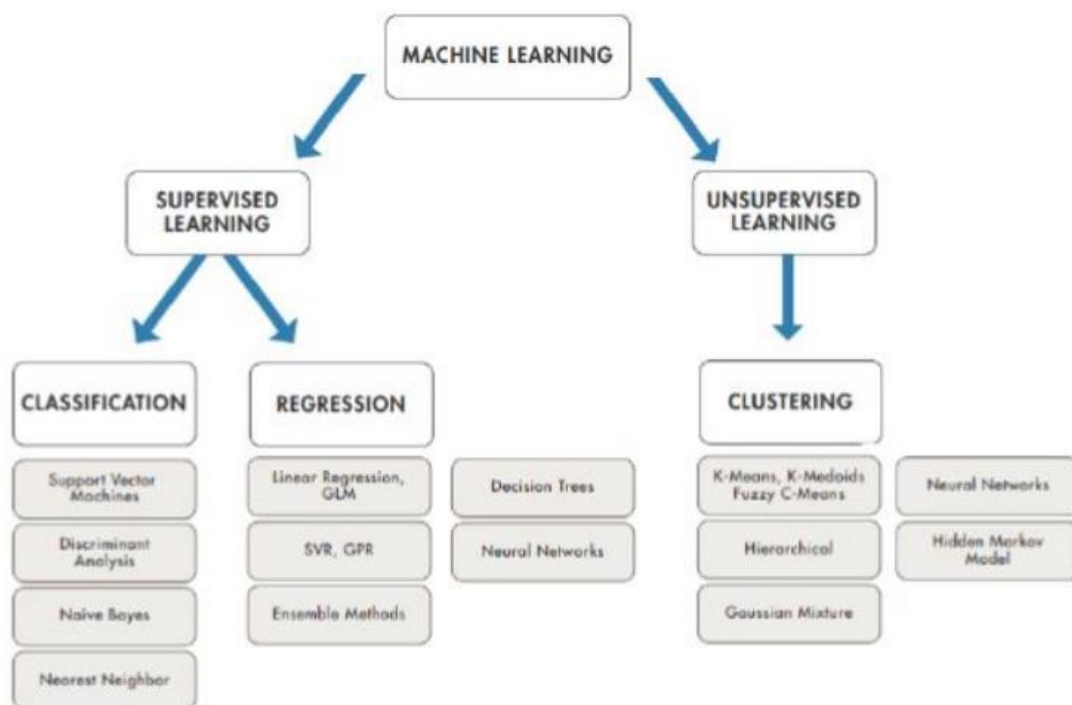 MACHINE LEARNING
SUPERVISED
LEARNING
UNSUPERVISED
LEARNING
CLASSIFICATION
Support Vector
Machines
Discriminant
Analysis
Naive Bayes
Nearest Neighbor
REGRESSION
Linear Regression,
GLM
SVR, GPR
Ensemble Methods
Decision Trees
Neural Networks
CLUSTERING
K-Means, K-Medoids
Fuzzy C-Means
Hierarchical
Gaussian Mixture
Neural Networks
Hidden Markov
Model